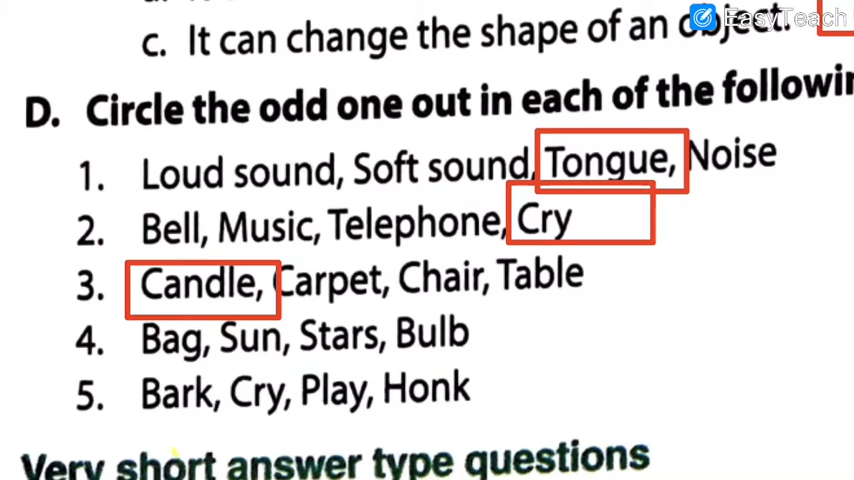 EasyTeach
c. It can change the shape of an object.
D. Circle the odd one out in each of the
1. Loud sound, Soft sound, Tongue, Noise
2. Bell, Music, Telephone, Cry
3. Candle, Carpet, Chair, Table
4. Bag, Sun, Stars, Bulb
5. Bark, Cry, Play, Honk
Very short answer type questions